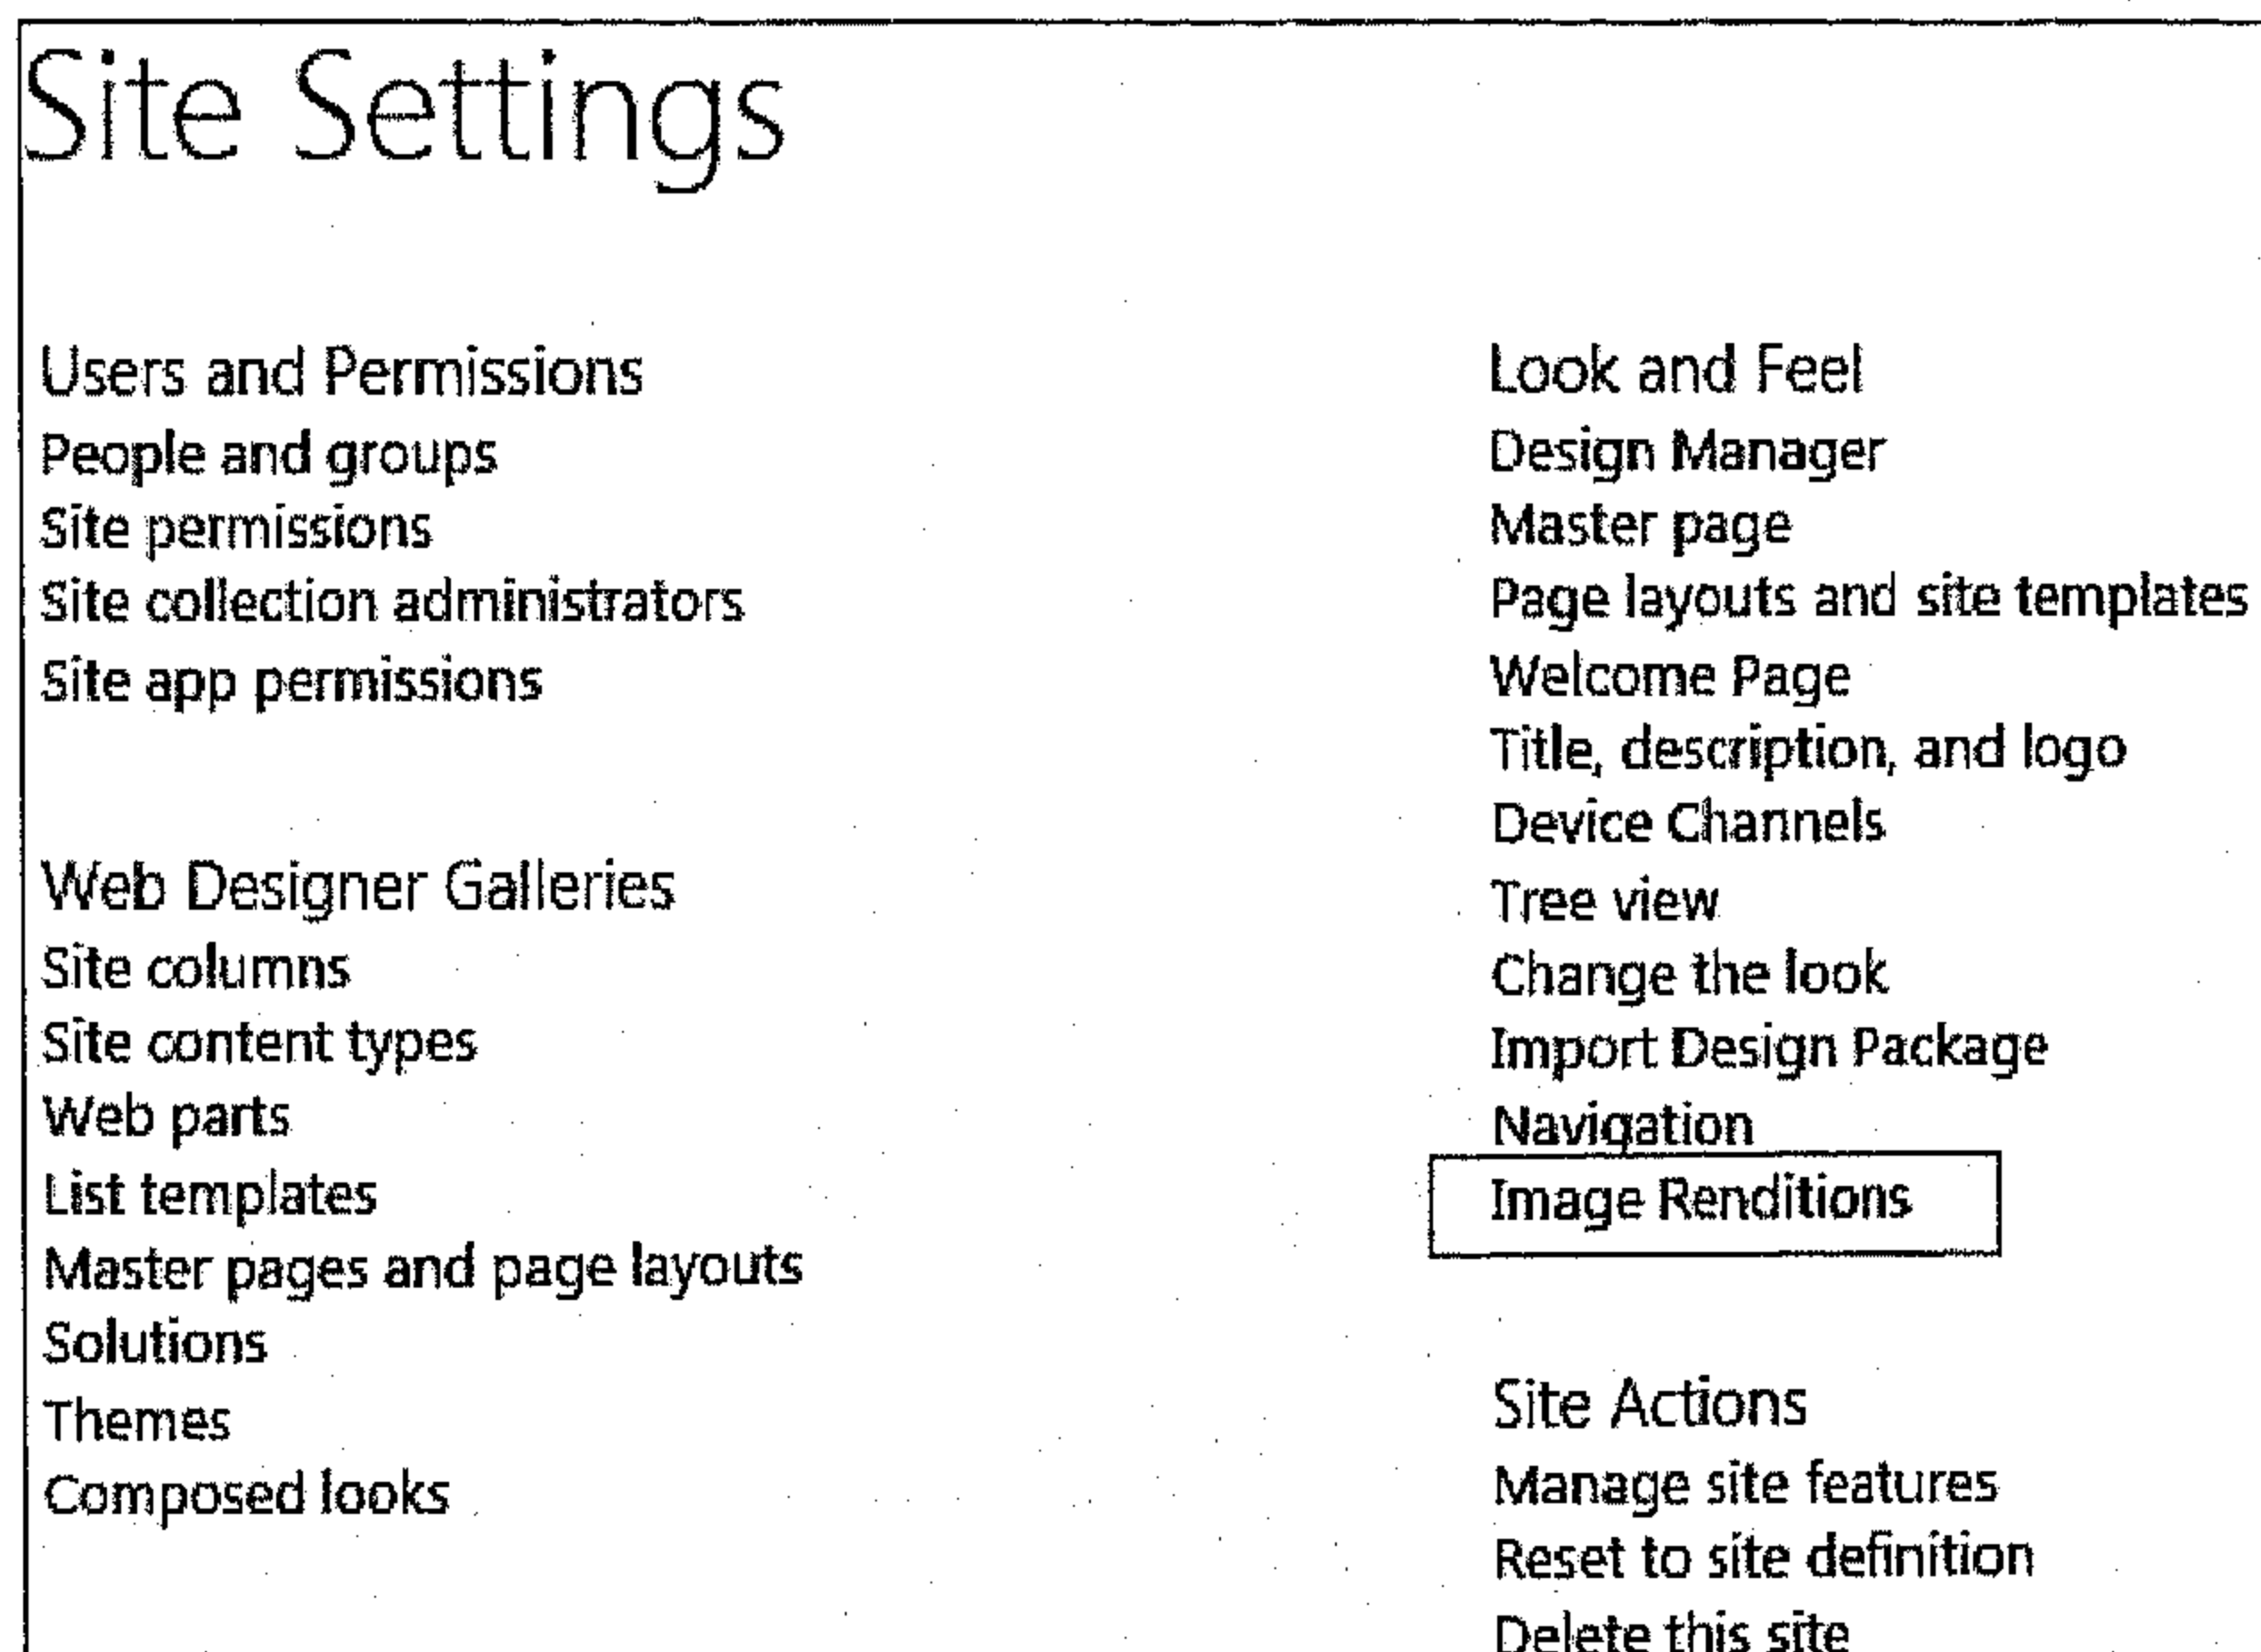 Site Settings
Users and Permissions
People and groups
Site permissions
Site collection administrators
Site app permissions
Web Designer Galleries
Site columns
Site content types
Web parts
List templates
Master pages and page layouts
Solutions
Themes
Composed looks
Look and Feel
Design Manager
Master page
Page layouts and site templates
Welcome Page
Title, description, and logo
Device Channels
Tree view
Change the look
Import Design Package
Navigation
Image Renditions
Site Actions
Manage site features
Reset to site definition
Delete this site